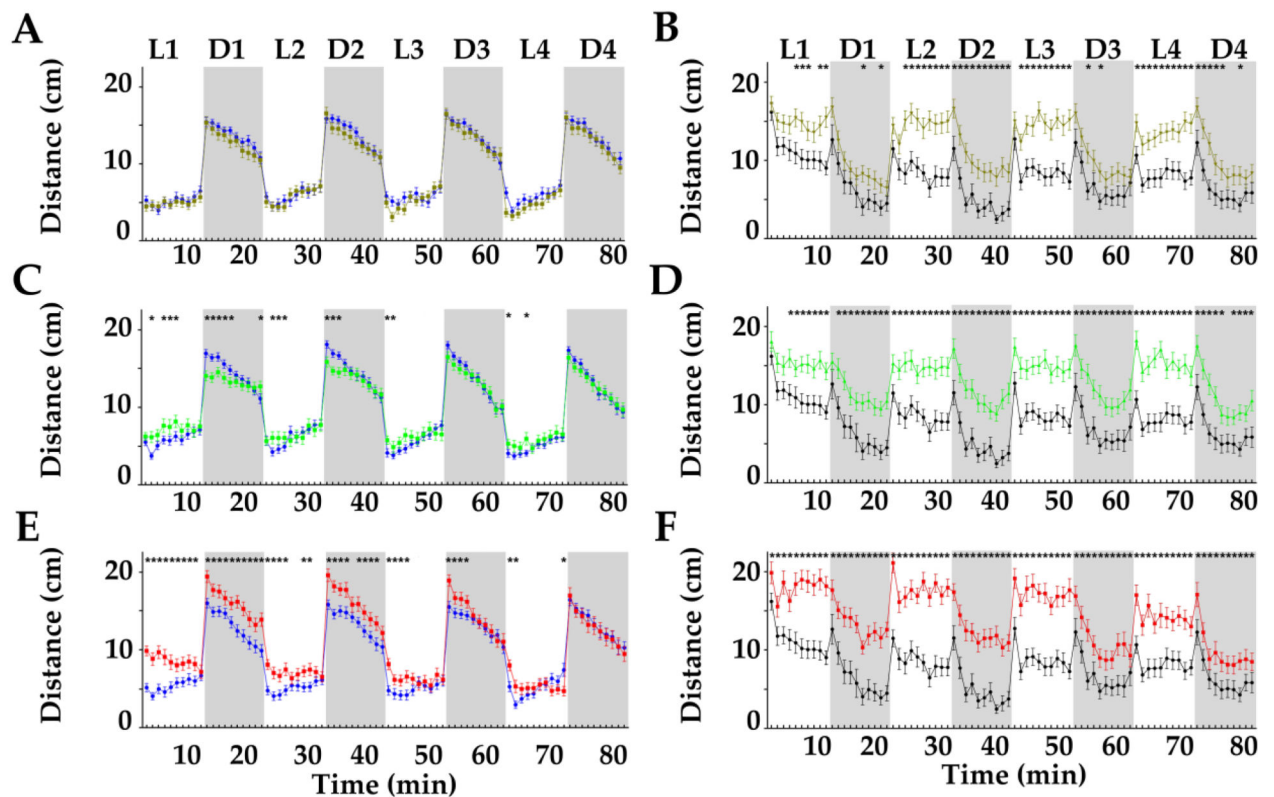 A
L1 D1 L2 D2 L3 D3 L4 D4
Distance (cm)
20
10
0
10 20 30 40 50 60 70 80
B
L1 D1 L2 D2 L3 D3 L4 D4
*** ** * * ******** ********** ********* * * ********** ***** *
Distance (cm)
20
10
0
10 20 30 40 50 60 70 80
C
* *** ***** * *** *** ** * *
Distance (cm)
20
10
0
10 20 30 40 50 60 70 80
D
Distance (cm)
20
10
0
10 20 30 40 50 60 70 80
E
Distance (cm)
20
10
0
10 20 30 40 50 60 70 80
Time (min)
F
Distance (cm)
20
10
0
10 20 30 40 50 60 70 80
Time (min)